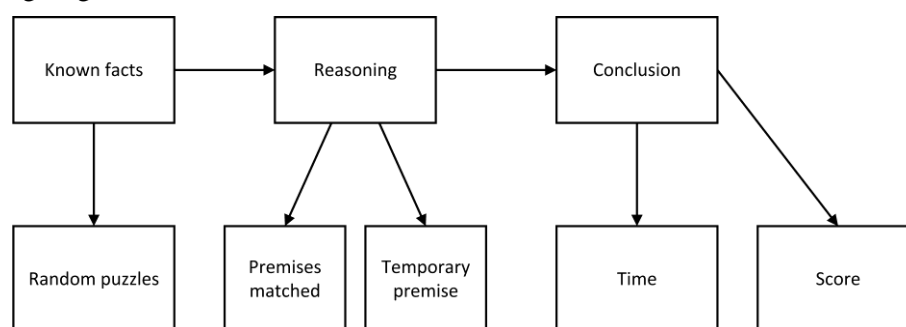 Known facts
Reasoning
Conclusion
Random puzzles
Premises
matched
Temporary
premise
Time
Score